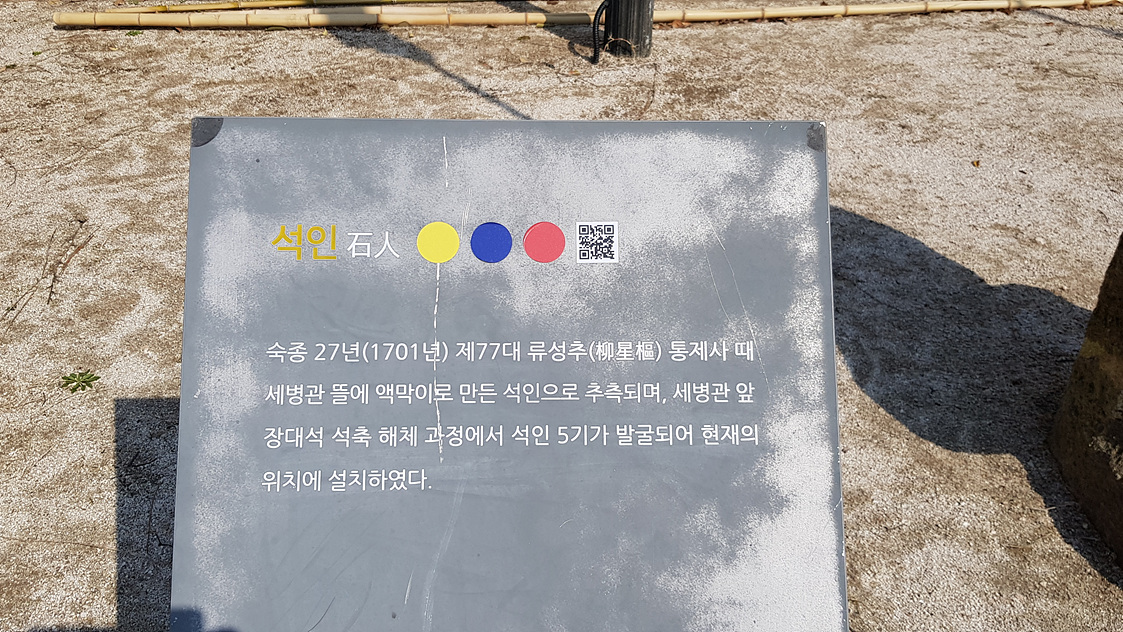 석인 石人
숙종 27년(1701년) 제77대 류성추(柳星樞) 통제사 때
세병관 뜰에 액막이로 만든 석인으로 추측되며, 세병관 앞
장대석 석축 해체 과정에서 석인 5기가 발굴되어 현재의
위치에 설치하였다.